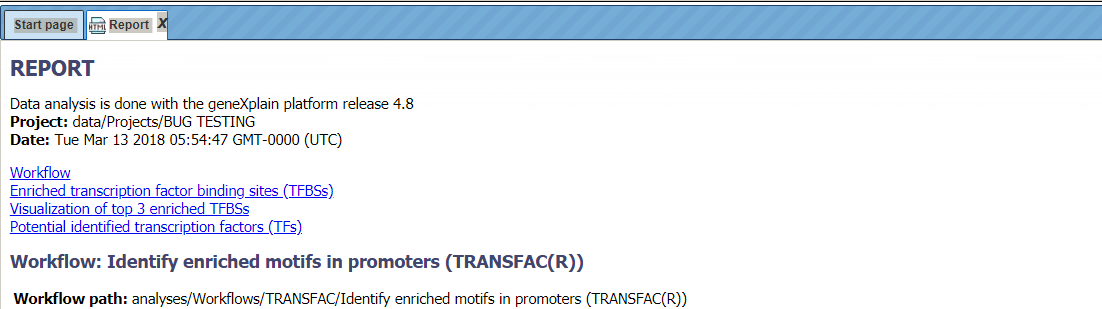 Start page
HTML
Report
X
REPORT
Data analysis is done with the geneXplain platform release 4.8
Project: data/Projects/BUG TESTING
Date: Tue Mar 13 2018 05:54:47 GMT-0000 (UTC)
Workflow
Enriched transcription factor binding sites (TFBSs)
Visualization of top 3 enriched TFBSs
Potential identified transcription factors (TFs)
Workflow: Identify enriched motifs in promoters (TRANSFAC(R))
Workflow path: analyses/Workflows/TRANSFAC/Identify enriched motifs in promoters (TRANSFAC(R))